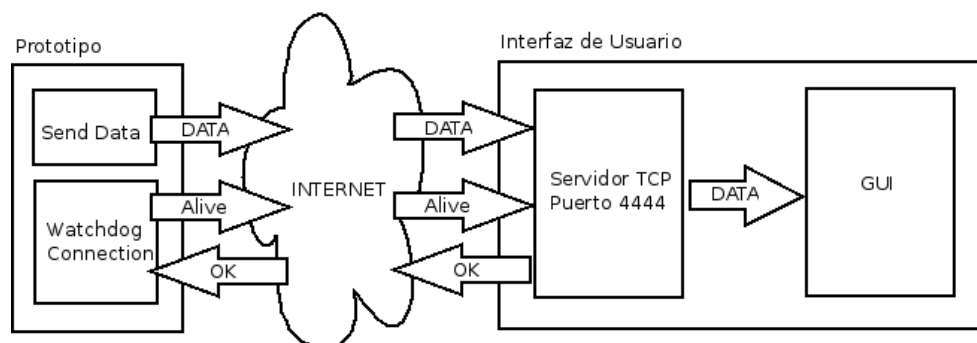 Prototipo
Interfaz de Usuario
Send Data
DATA
DATA
Watchdog
Connection
Alive
OK
INTERNET
Alive
OK
Servidor TCP
Puerto 4444
DATA
GUI